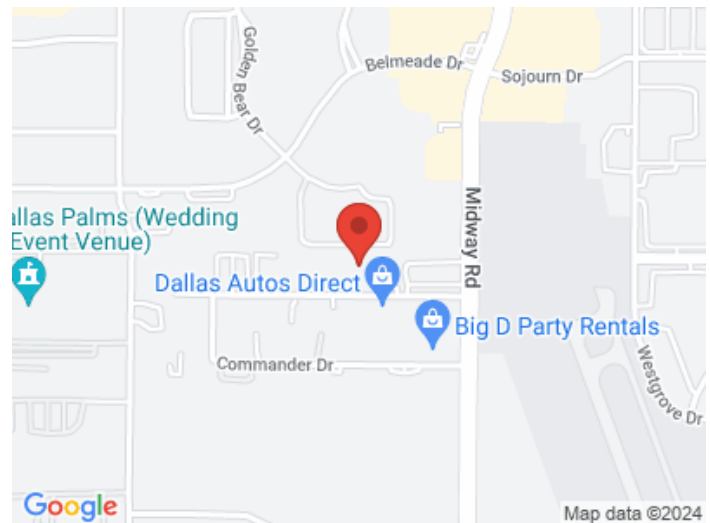 Golden Bear Dr
Belmeade Dr
Sojourn Dr
allas Palms (Wedding
Event Venue)
Midway Rd
Dallas Autos Direct
Big D Party Rentals
Commander Dr
Westgrove Dr
Google
Map data ©2024